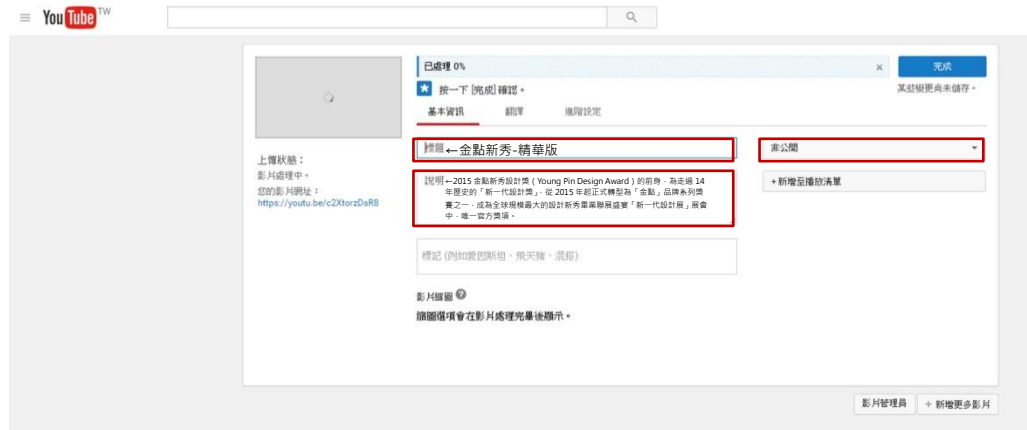 YouTube TW
已處理 0%
×
完成
按一下 [完成] 確認。
某些變更尚未儲存。
基本資訊
翻譯
進階設定
標題←金點新秀-精華版
非公開
上傳狀態：
影片處理中。
您的影片網址：
https://youtu.be/c2XtorzDsR8
說明←2015 金點新秀設計獎（Young Pin Design Award）的前身，為走過 14
年歷史的「新一代設計獎」，從 2015 年起正式轉型為「金點」品牌系列獎
賽之一，成為全球規模最大的設計新秀畢業聯展盛宴「新一代設計展」展會
中，唯一官方獎項。
+新增至播放清單
標記 (例如愛因斯坦、飛天豬、混搭)
影片縮圖
縮圖選項會在影片處理完畢後顯示。
影片管理員
+ 新增更多影片